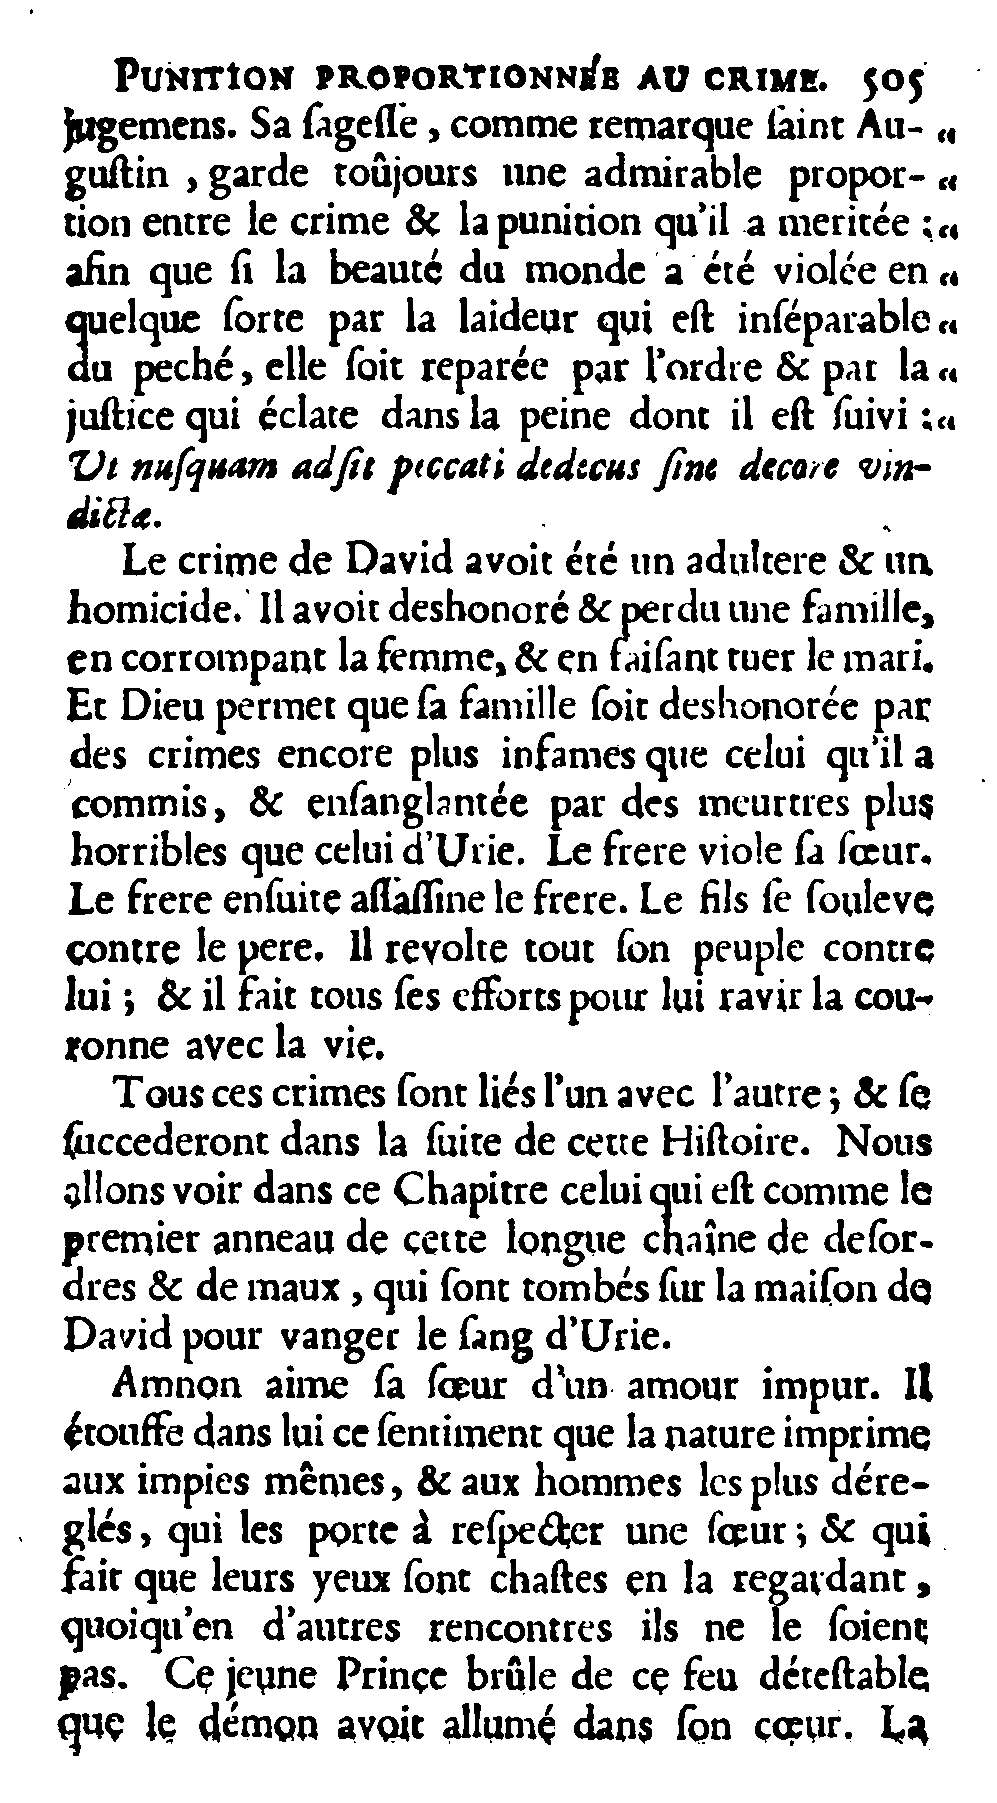 PUNITION PROPORTIONNÉE AU CRIME. 505
jugemens. Sa ſageſſe, comme remarque ſaint Au- “
guſtin, garde toûjours une admirable propor- “
tion entre le crime & la punition qu'il a meritée : “
afin que ſi la beauté du monde a été violée en “
quelque ſorte par la laideur qui eſt inſéparable “
du peché, elle ſoit reparée par l'ordre & par la “
juſtice qui éclate dans la peine dont il eſt ſuivi : “
Ut nuſquam adſit peccati dedecus ſine decore vin-
dictæ.
Le crime de David avoit été un adultere & un
homicide. Il avoit deshonoré & perdu une famille,
en corrompant la femme, & en faiſant tuer le mari.
Et Dieu permet que ſa famille ſoit deshonorée par
des crimes encore plus infames que celui qu'il a
commis, & enſanglantée par des meurtres plus
horribles que celui d'Urie. Le frere viole ſa ſœur.
Le frere enſuite aſſaſſine le frere. Le fils ſe ſouleve
contre le pere. Il revolte tout ſon peuple contre
lui ; & il fait tous ſes efforts pour lui ravir la cou-
ronne avec la vie.
Tous ces crimes ſont liés l'un avec l'autre ; & ſe
ſuccederont dans la ſuite de cette Hiſtoire. Nous
allons voir dans ce Chapitre celui qui eſt comme le
premier anneau de cette longue chaîne de deſor-
dres & de maux, qui ſont tombés ſur la maiſon de
David pour vanger le ſang d'Urie.
Amnon aime ſa ſœur d'un amour impur. Il
étouffe dans lui ce ſentiment que la nature imprime
aux impies mêmes, & aux hommes les plus dére-
glés, qui les porte à reſpecter une ſœur ; & qui
fait que leurs yeux ſont chaſtes en la regardant,
quoiqu'en d'autres rencontres ils ne le ſoient
pas. Ce jeune Prince brûle de ce feu déteſtable
que le démon avoit allumé dans ſon cœur. La